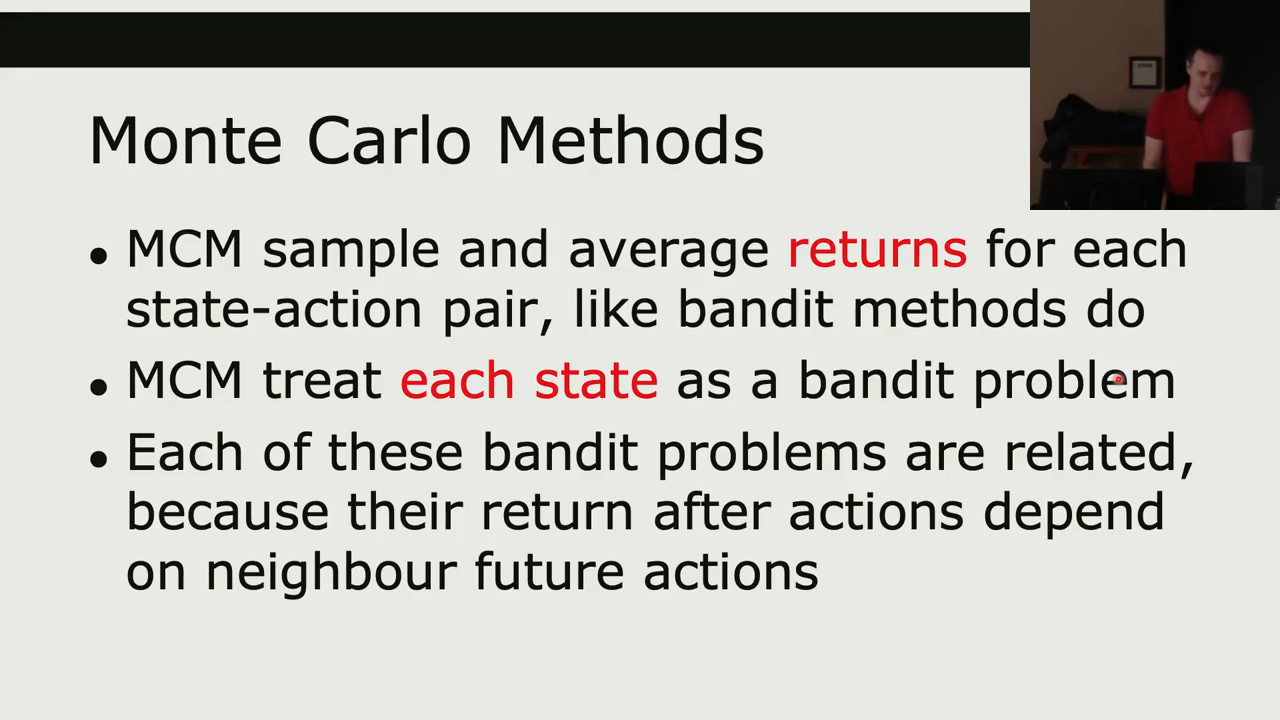 Monte Carlo Methods
• MCM sample and average returns for each
state-action pair, like bandit methods do
• MCM treat each state as a bandit problem
• Each of these bandit problems are related,
because their return after actions depend
on neighbour future actions